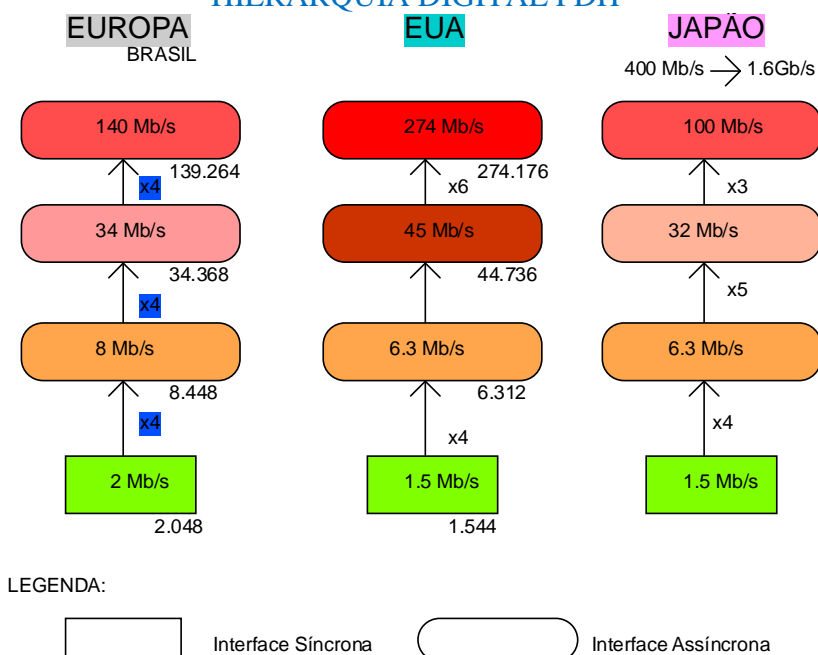 HIERARQUIA DIGITAL PDH
EUROPA EUA JAPÃO
BRASIL
400 Mb/s 1.6Gb/s
140 Mb/s 274 Mb/s 100 Mb/s
139.264 274.176
x4 x6 x3
34 Mb/s 45 Mb/s 32 Mb/s
34.368 44.736
x4 x5
8 Mb/s 6.3 Mb/s 6.3 Mb/s
8.448 6.312
x4 x4 x4
2 Mb/s 1.5 Mb/s 1.5 Mb/s
2.048 1.544
LEGENDA:
Interface Síncrona Interface Assíncrona